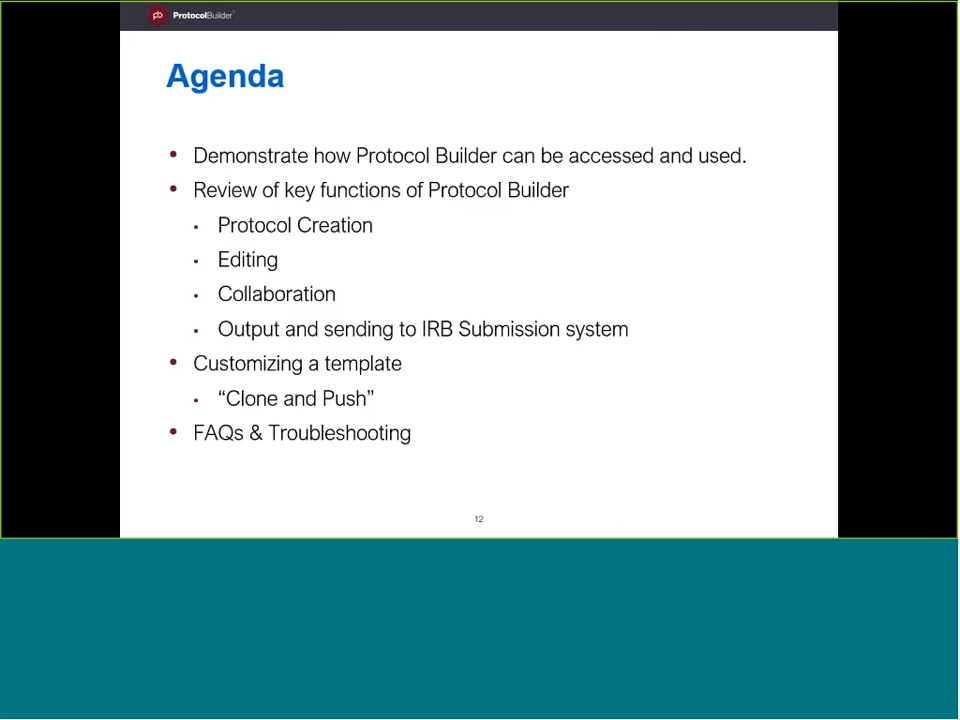 pb ProtocolBuilder
Agenda
• Demonstrate how Protocol Builder can be accessed and used.
• Review of key functions of Protocol Builder
▪ Protocol Creation
▪ Editing
▪ Collaboration
▪ Output and sending to IRB Submission system
• Customizing a template
▪ “Clone and Push”
• FAQs & Troubleshooting
12